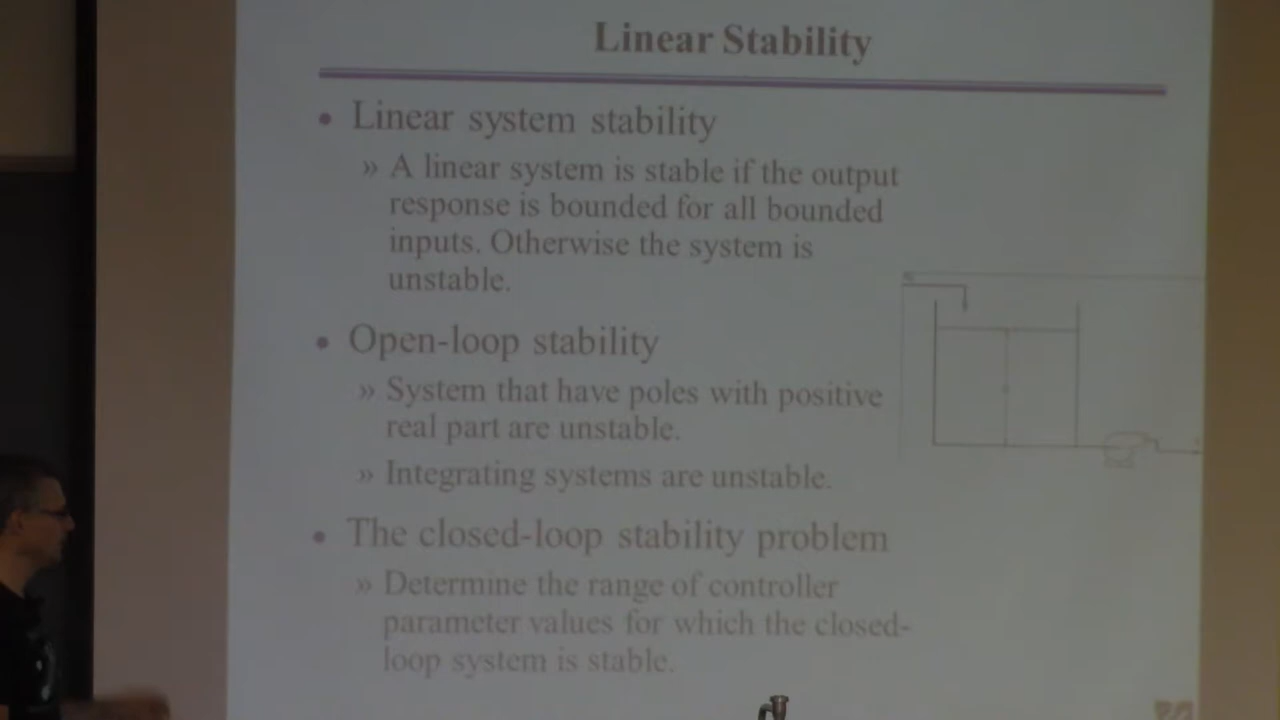 Linear Stability
• Linear system stability
» A linear system is stable if the output
response is bounded for all bounded
inputs. Otherwise the system is
unstable.
• Open-loop stability
» System that have poles with positive
real part are unstable.
» Integrating systems are unstable.
• The closed-loop stability problem
» Determine the range of controller
parameter values for which the closed-
loop system is stable.